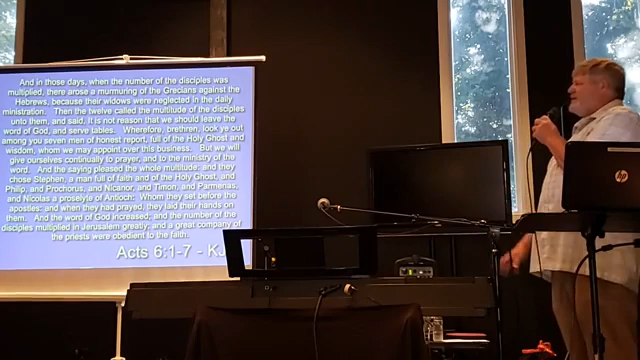 And in those days, when the number of the disciples was
multiplied, there arose a murmuring of the Grecians against the
Hebrews, because their widows were neglected in the daily
ministration. Then the twelve called the multitude of the disciples
unto them, and said, It is not reason that we should leave the
word of God, and serve tables. Wherefore, brethren, look ye out
among you seven men of honest report, full of the Holy Ghost and
wisdom, whom we may appoint over this business. But we will
give ourselves continually to prayer, and to the ministry of the
word. And the saying pleased the whole multitude: and they
chose Stephen, a man full of faith and of the Holy Ghost, and
Philip, and Prochorus, and Nicanor, and Timon, and Parmenas,
and Nicolas a proselyte of Antioch: Whom they set before the
apostles: and when they had prayed, they laid their hands on
them. And the word of God increased; and the number of the
disciples multiplied in Jerusalem greatly; and a great company of
the priests were obedient to the faith.
Acts 6:1-7 - KJ
hp